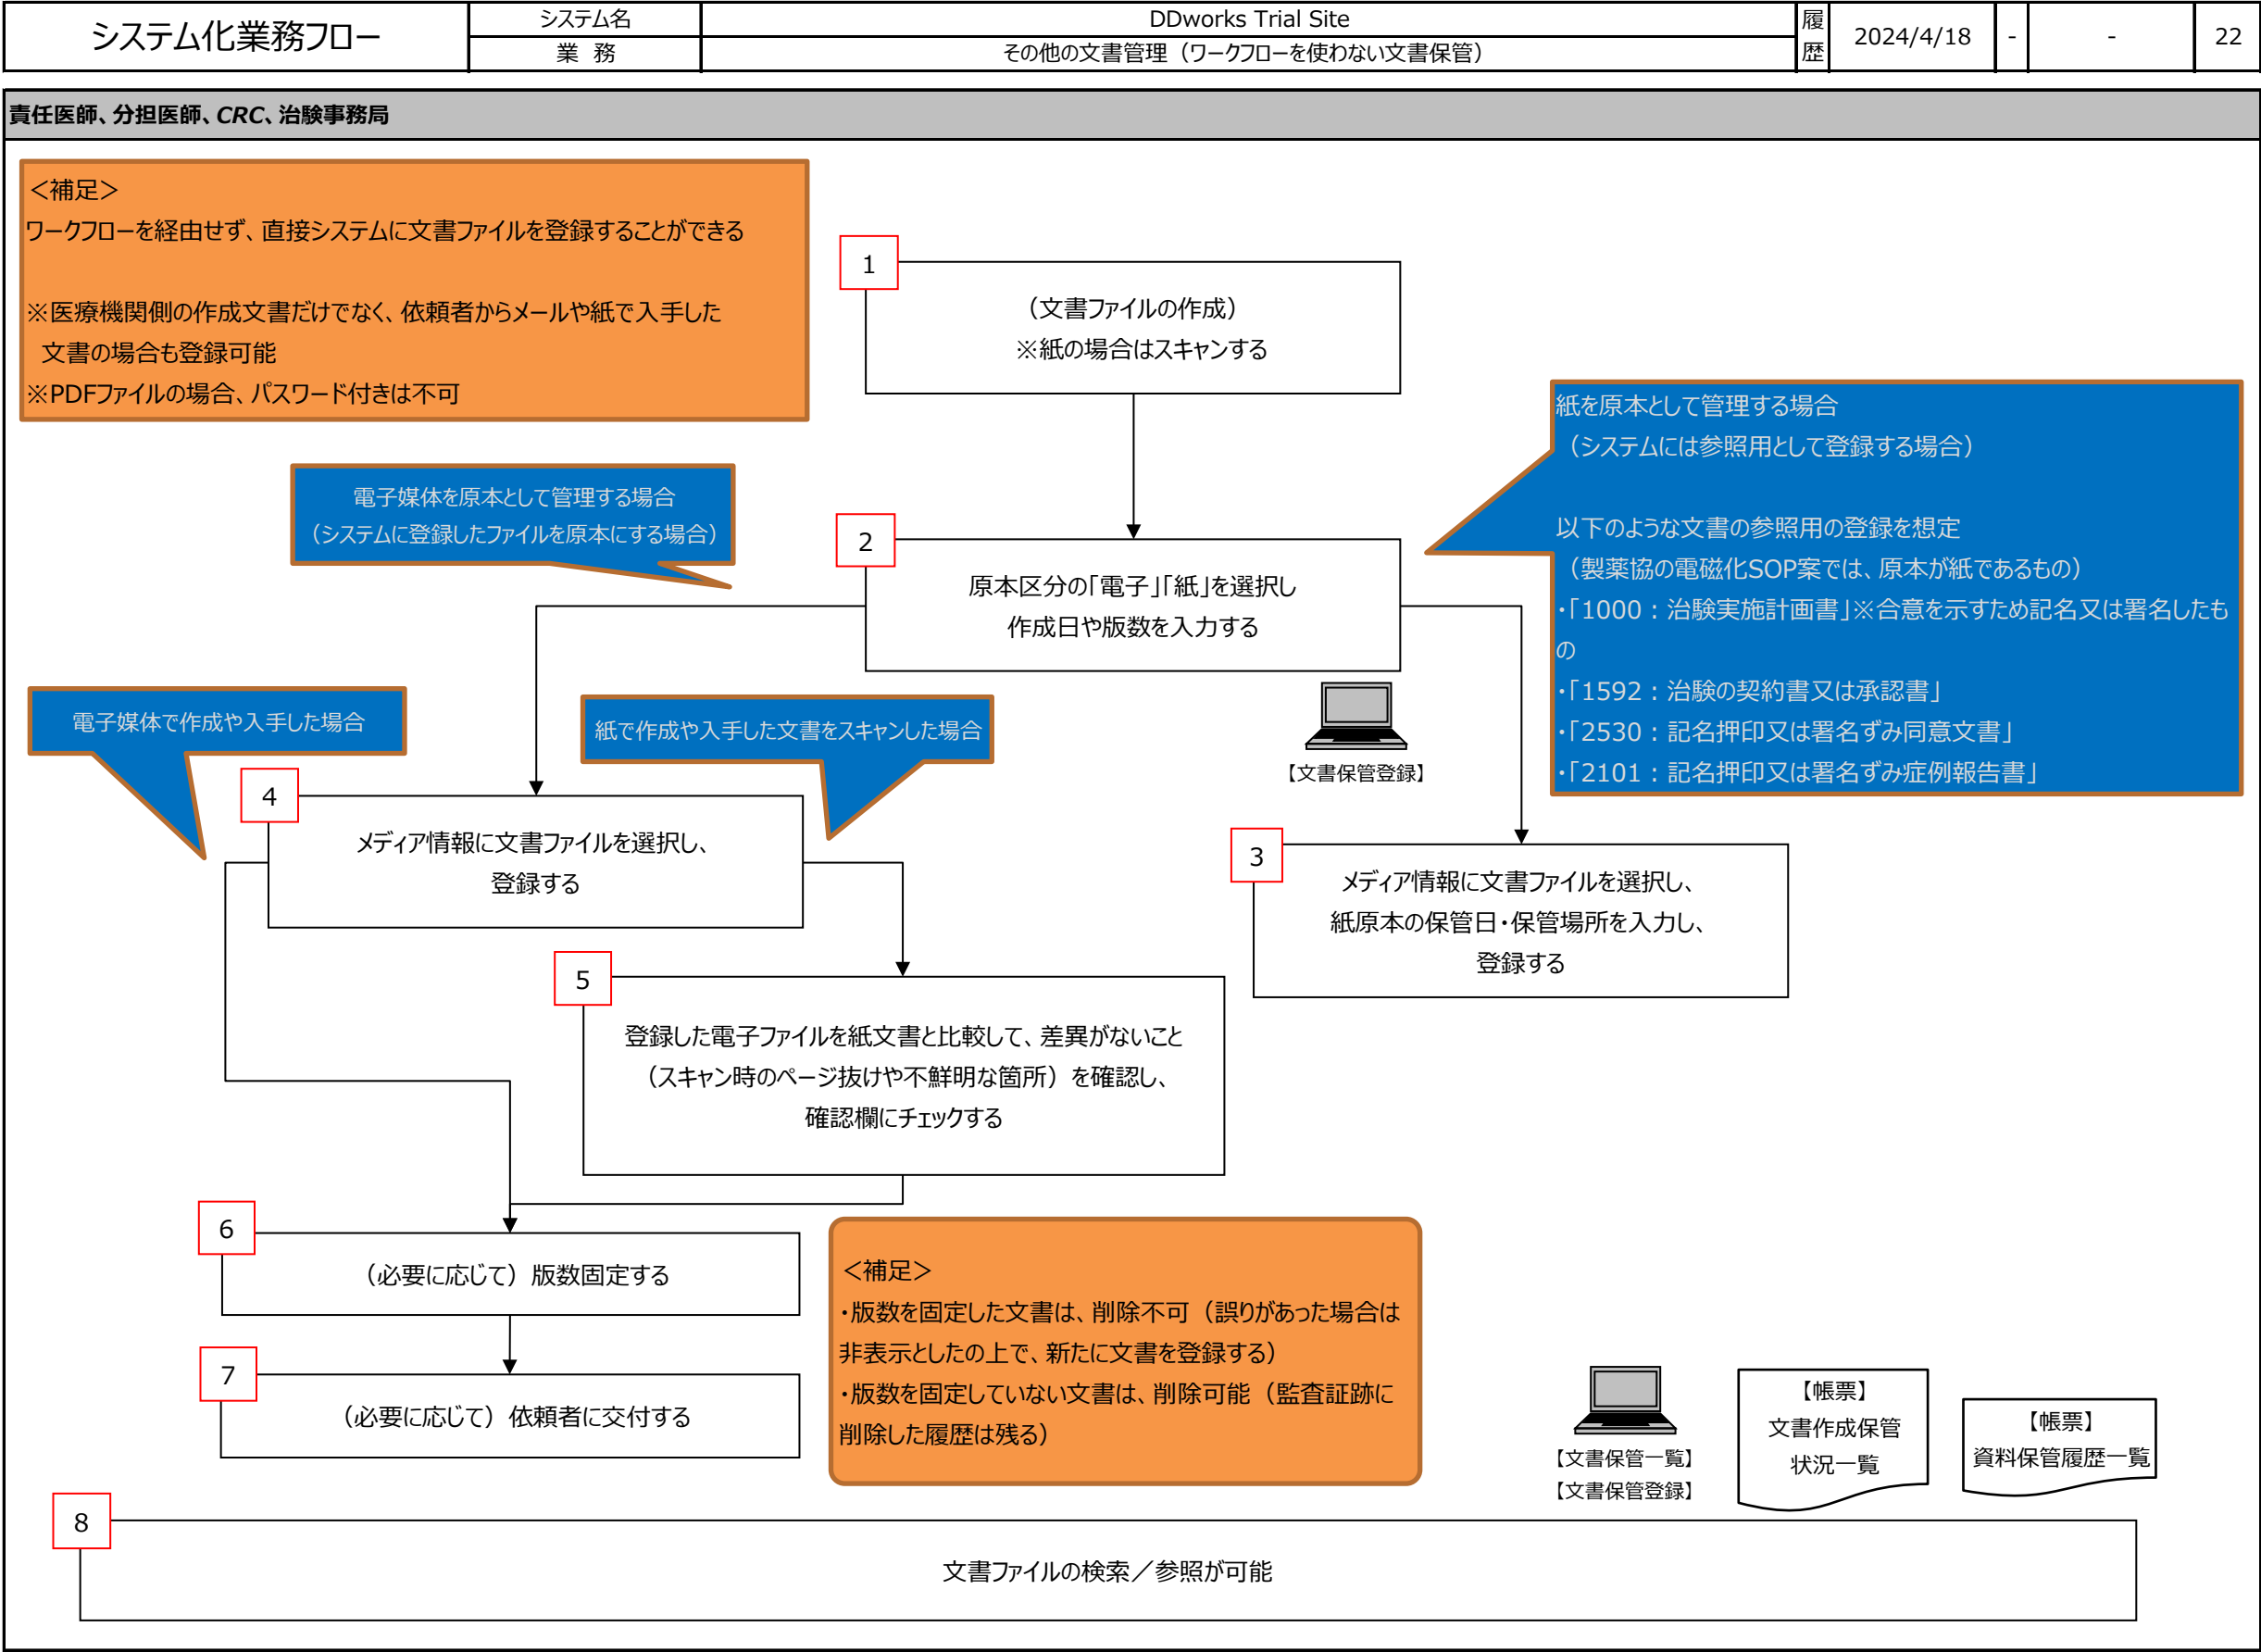 システム化業務フロー
システム名
DDworks Trial Site
履歴
2024/4/18
-
-
22
業 務
その他の文書管理（ワークフローを使わない文書保管）
責任医師、分担医師、CRC、治験事務局
＜補足＞
ワークフローを経由せず、直接システムに文書ファイルを登録することができる
※医療機関側の作成文書だけでなく、依頼者からメールや紙で入手した
文書の場合も登録可能
※PDFファイルの場合、パスワード付きは不可
1
（文書ファイルの作成）
※紙の場合はスキャンする
紙を原本として管理する場合
（システムには参照用として登録する場合）
以下のような文書の参照用の登録を想定
（製薬協の電磁化SOP案では、原本が紙であるもの）
・「1000：治験実施計画書」※合意を示すため記名又は署名したも
の
・「1592：治験の契約書又は承認書」
・「2530：記名押印又は署名ずみ同意文書」
・「2101：記名押印又は署名ずみ症例報告書」
電子媒体を原本として管理する場合
（システムに登録したファイルを原本にする場合）
2
原本区分の「電子」「紙」を選択し
作成日や版数を入力する
【文書保管登録】
電子媒体で作成や入手した場合
紙で作成や入手した文書をスキャンした場合
4
メディア情報に文書ファイルを選択し、
登録する
3
メディア情報に文書ファイルを選択し、
紙原本の保管日・保管場所を入力し、
登録する
5
登録した電子ファイルを紙文書と比較して、差異がないこと
（スキャン時のページ抜けや不鮮明な箇所）を確認し、
確認欄にチェックする
6
（必要に応じて）版数固定する
7
（必要に応じて）依頼者に交付する
＜補足＞
・版数を固定した文書は、削除不可（誤りがあった場合は
非表示としたの上で、新たに文書を登録する）
・版数を固定していない文書は、削除可能（監査証跡に
削除した履歴は残る）
【文書保管一覧】
【文書保管登録】
【帳票】
文書作成保管
状況一覧
【帳票】
資料保管履歴一覧
8
文書ファイルの検索／参照が可能